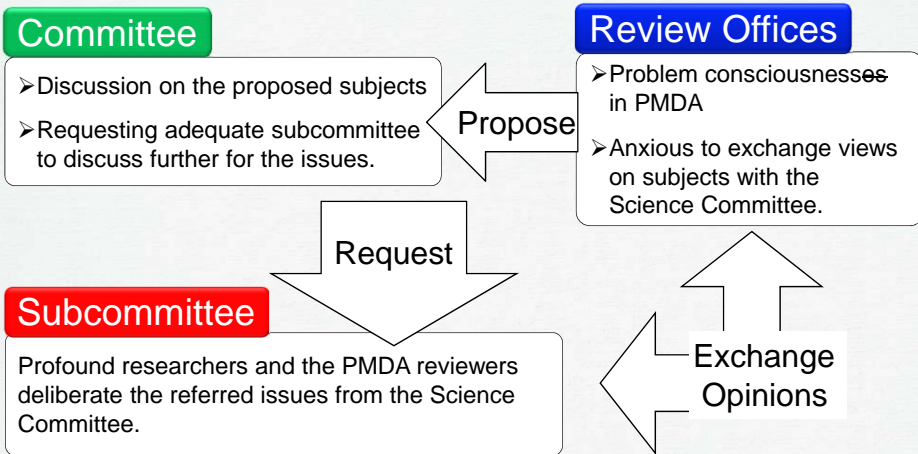 Committee
➢Discussion on the proposed subjects
➢Requesting adequate subcommittee
to discuss further for the issues.
Propose
Review Offices
➢Problem consciousnesses
in PMDA
➢Anxious to exchange views
on subjects with the
Science Committee.
Request
Subcommittee
Profound researchers and the PMDA reviewers
deliberate the referred issues from the Science
Committee.
Exchange
Opinions